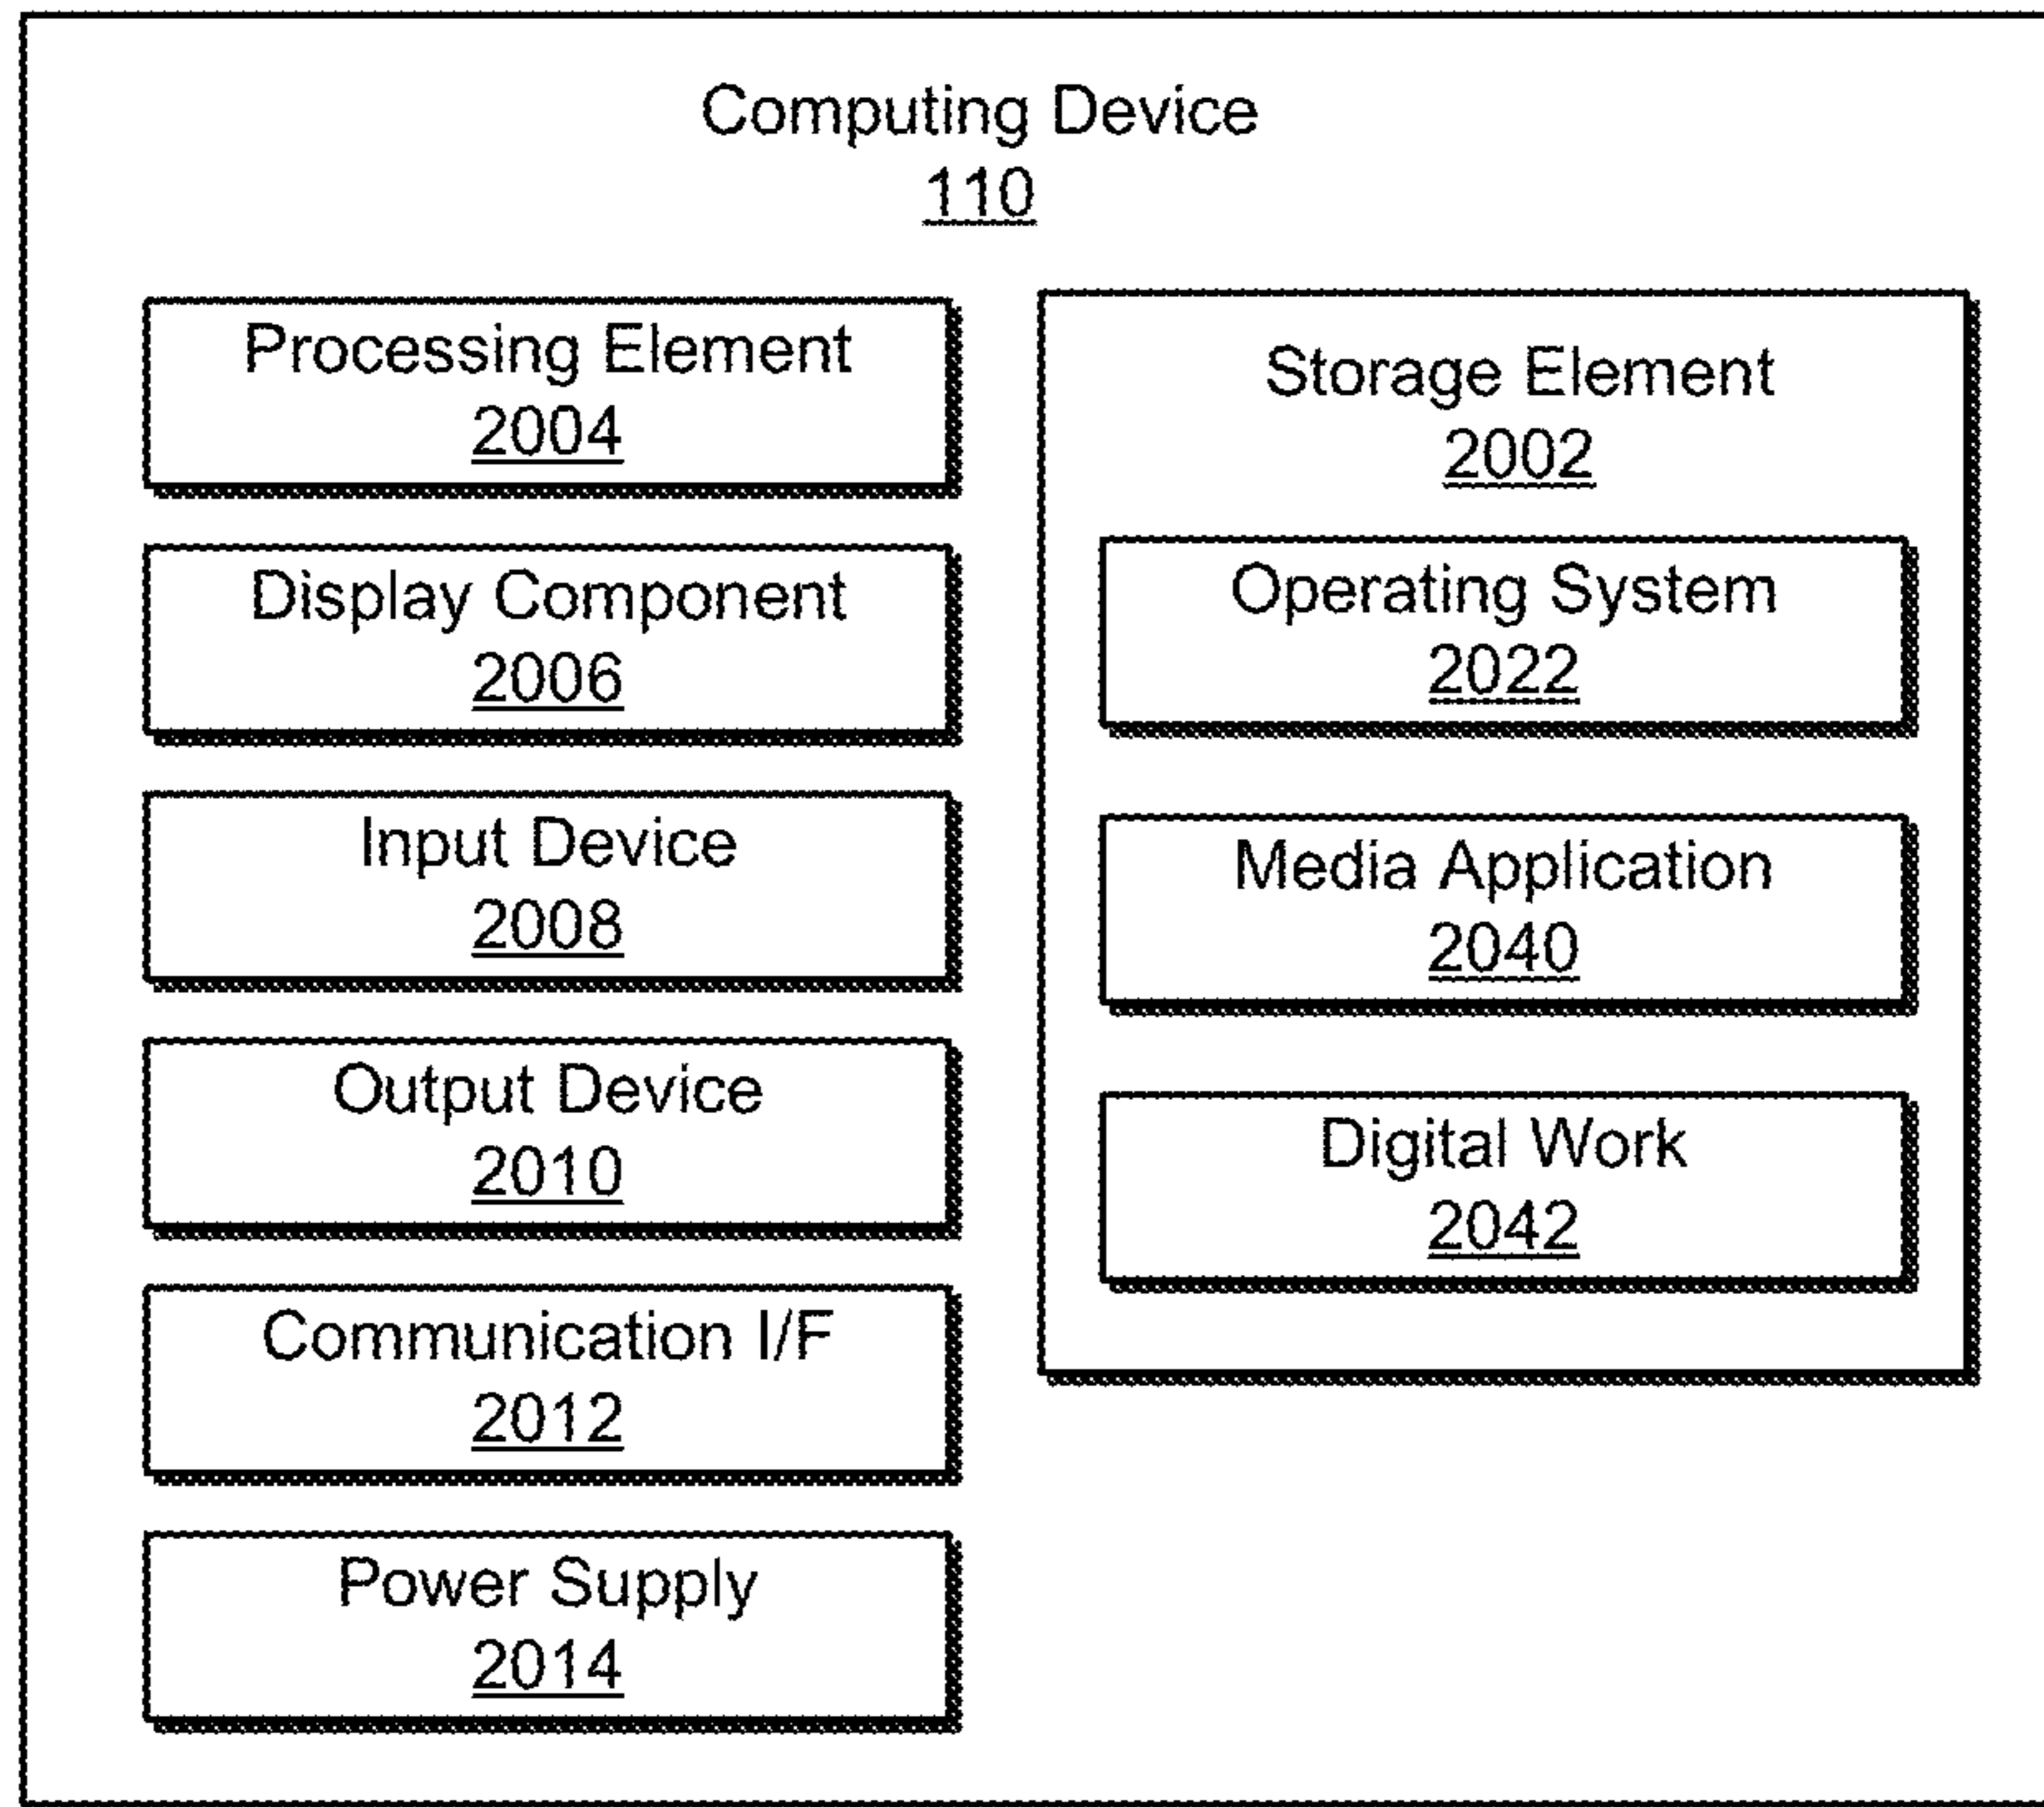 Computing Device
110
Processing Element
2004
Display Component
2006
Input Device
2008
Output Device
2010
Communication I/F
2012
Power Supply
2014
Storage Element
2002
Operating System
2022
Media Application
2040
Digital Work
2042